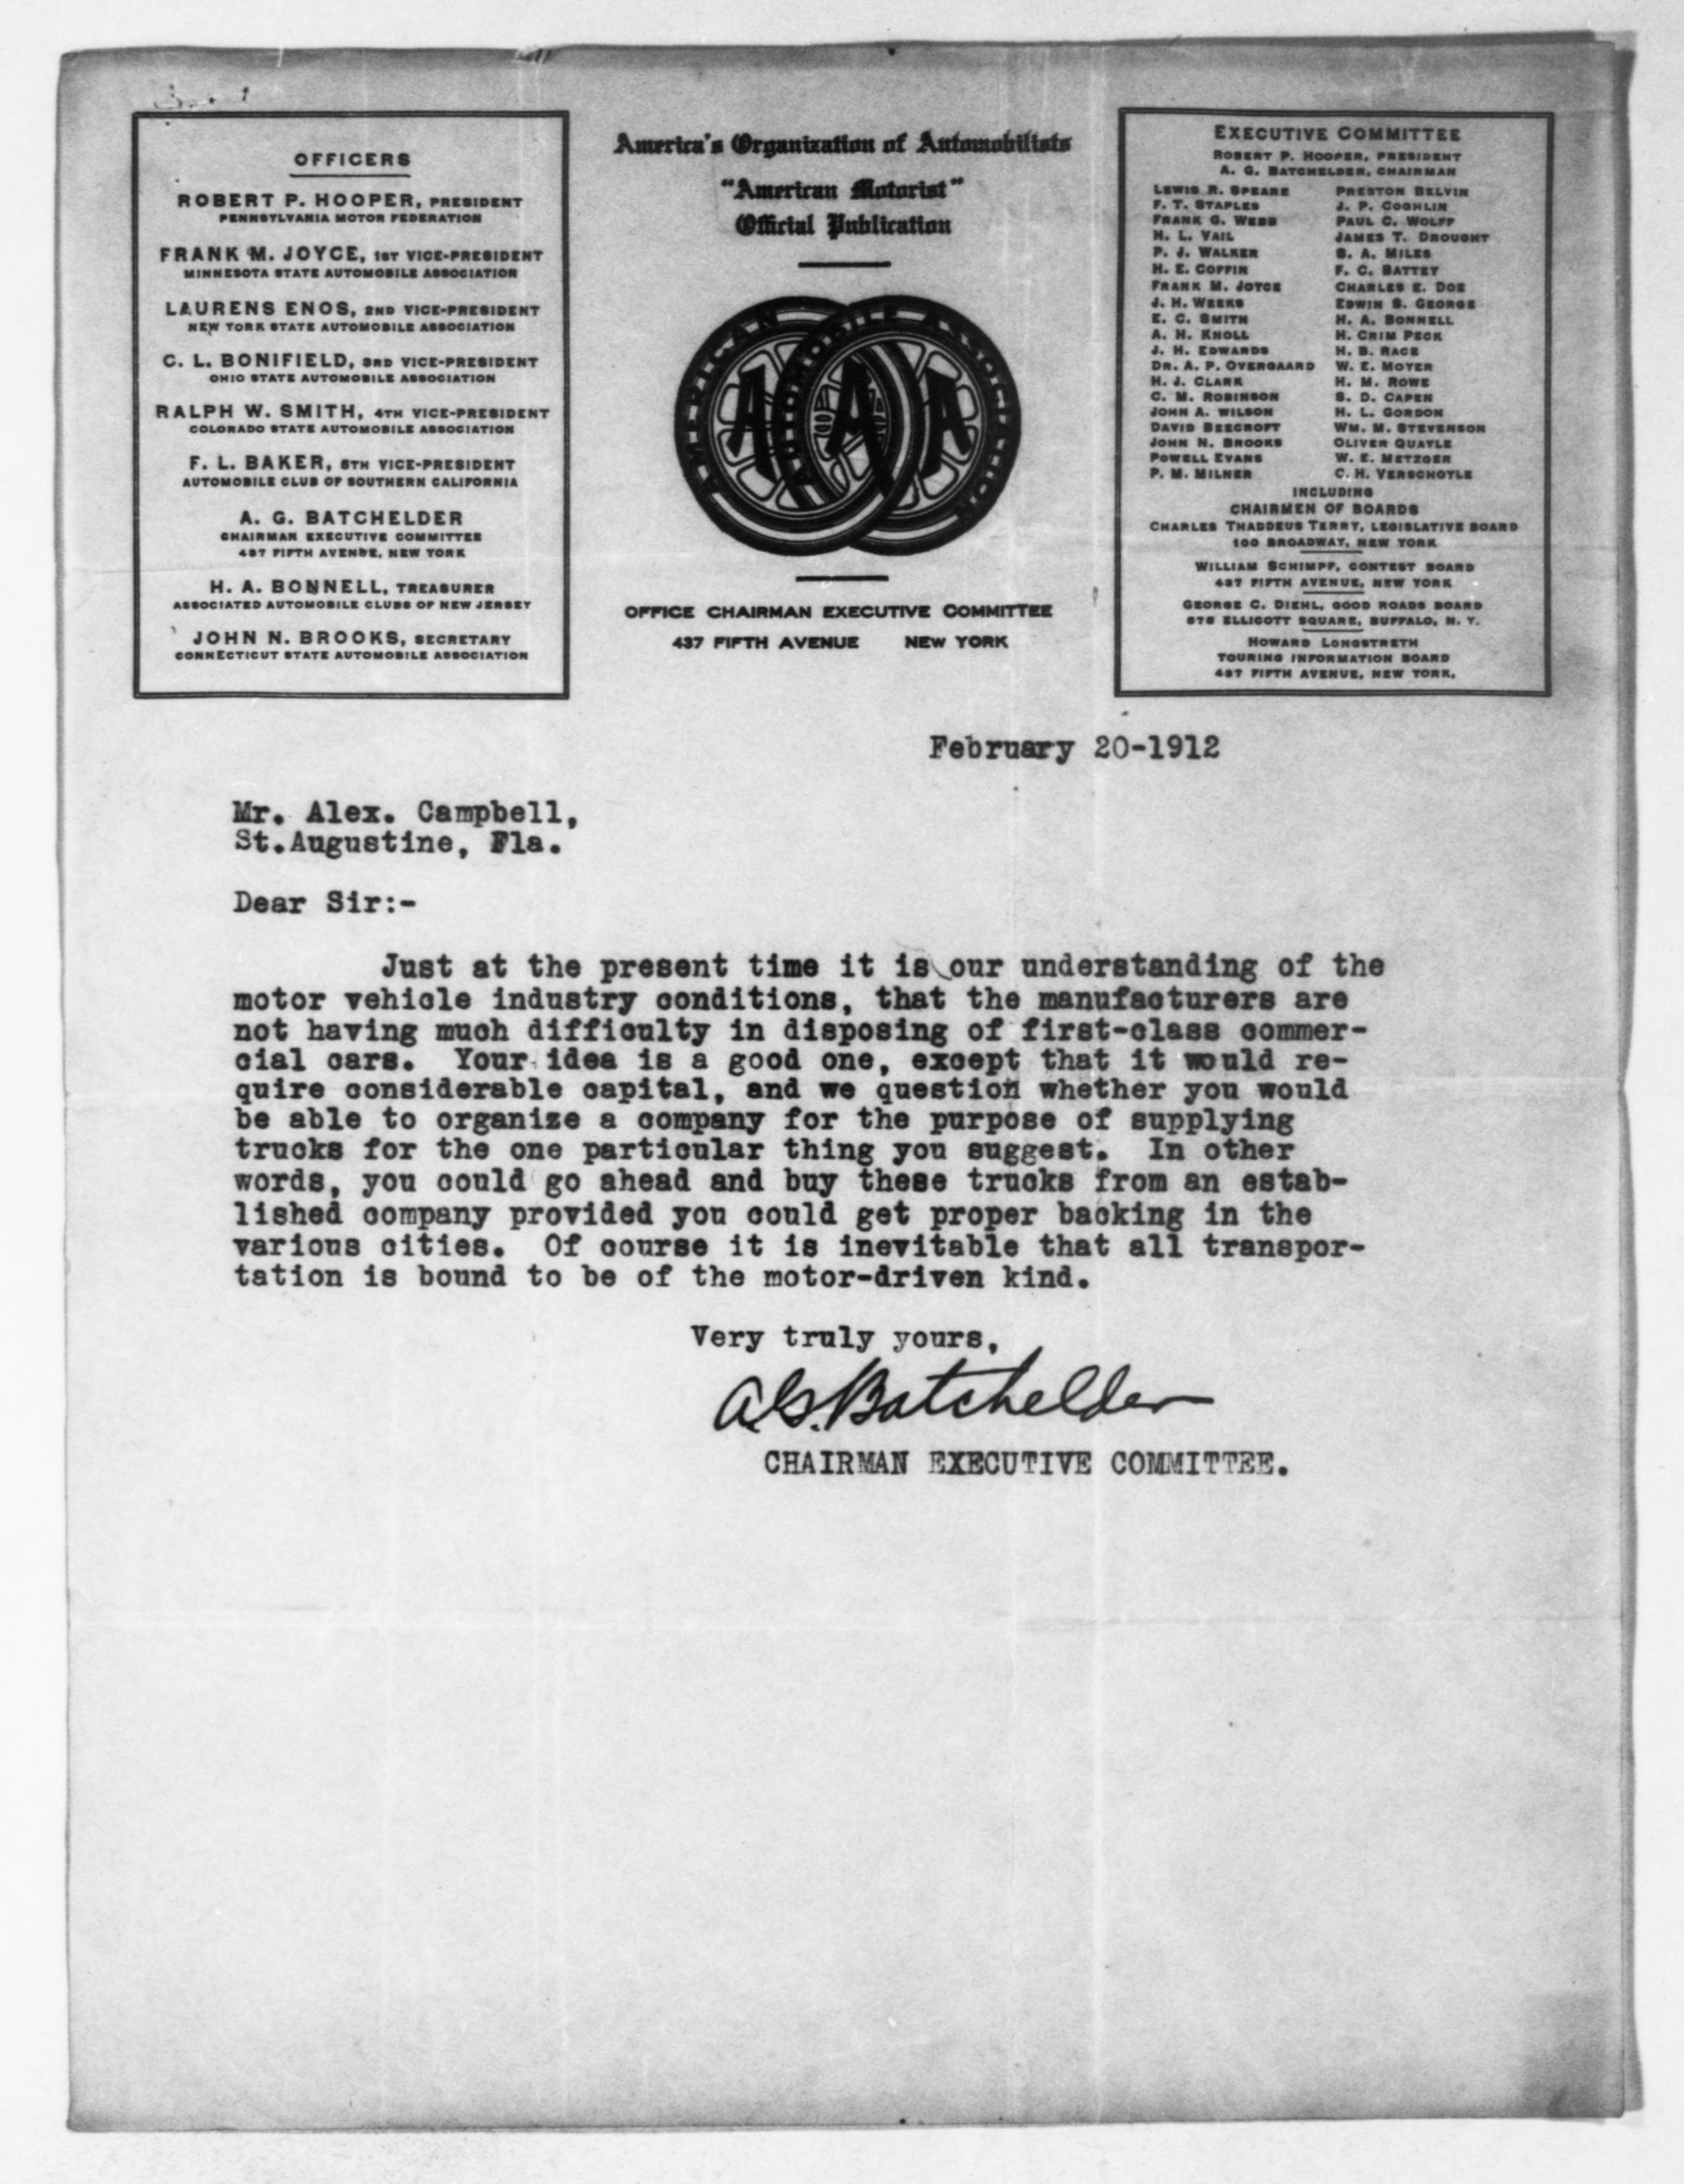 OFFICERS
ROBERT P. HOOPER, PRESIDENT
PENNSYLVANIA MOTOR FEDERATION
FRANK M. JOYCE, 1ST VICE-PRESIDENT
MINNESOTA STATE AUTOMOBILE ASSOCIATION
LAURENS ENOS, 2ND VICE-PRESIDENT
NEW YORK STATE AUTOMOBILE ASSOCIATION
C. L. BONIFIELD, 3RD VICE-PRESIDENT
OHIO STATE AUTOMOBILE ASSOCIATION
RALPH W. SMITH, 4TH VICE-PRESIDENT
COLORADO STATE AUTOMOBILE ASSOCIATION
F. L. BAKER, 5TH VICE-PRESIDENT
AUTOMOBILE CLUB OF SOUTHERN CALIFORNIA
A. G. BATCHELDER
CHAIRMAN EXECUTIVE COMMITTEE
437 FIFTH AVENUE, NEW YORK
H. A. BONNELL, TREASURER
ASSOCIATED AUTOMOBILE CLUBS OF NEW JERSEY
JOHN N. BROOKS, SECRETARY
CONNECTICUT STATE AUTOMOBILE ASSOCIATION
America's Organization of Automobilists
"American Motorist"
Official Publication
AMERICAN AUTOMOBILE ASSOCIATION
A A A
OFFICE CHAIRMAN EXECUTIVE COMMITTEE
437 FIFTH AVENUE NEW YORK
EXECUTIVE COMMITTEE
ROBERT P. HOOPER, PRESIDENT
A. G. BATCHELDER, CHAIRMAN
LEWIS R. SPEARE PRESTON BELVIN
F. T. STAPLES J. P. COGHLIN
FRANK G. WEBB PAUL C. WOLFF
H. L. VAIL JAMES T. DROUGHT
P. J. WALKER S. A. MILES
H. E. COFFIN F. C. BATTEY
FRANK M. JOYCE CHARLES E. DOE
J. H. WEEKS EDWIN S. GEORGE
E. C. SMITH H. A. BONNELL
A. H. KNOLL H. CRIM PECK
J. H. EDWARDS H. B. RACE
DR. A. P. OVERGAARD W. E. MOYER
H. J. CLARK H. M. ROWE
C. M. ROBINSON S. D. CAPEN
JOHN A. WILSON H. L. GORDON
DAVID BEECROFT WM. M. STEVENSON
JOHN N. BROOKS OLIVER QUAYLE
POWELL EVANS W. E. METZGER
P. M. MILNER C. H. VERSCHOYLE
INCLUDING
CHAIRMEN OF BOARDS
CHARLES THADDEUS TERRY, LEGISLATIVE BOARD
100 BROADWAY, NEW YORK
WILLIAM SCHIMPF, CONTEST BOARD
437 FIFTH AVENUE, NEW YORK
GEORGE C. DIEHL, GOOD ROADS BOARD
ELLICOTT SQUARE, BUFFALO, N. Y.
HOWARD LONGSTRETH
TOURING INFORMATION BOARD
437 FIFTH AVENUE, NEW YORK,
February 20-1912
Mr. Alex. Campbell,
St.Augustine, Fla.
Dear Sir:-
Just at the present time it is our understanding of the
motor vehicle industry conditions, that the manufacturers are
not having much difficulty in disposing of first-class commer-
cial cars. Your idea is a good one, except that it would re-
quire considerable capital, and we question whether you would
be able to organize a company for the purpose of supplying
trucks for the one particular thing you suggest. In other
words, you could go ahead and buy these trucks from an estab-
lished company provided you could get proper backing in the
various cities. Of course it is inevitable that all transpor-
tation is bound to be of the motor-driven kind.
Very truly yours,
A.G. Batchelder
CHAIRMAN EXECUTIVE COMMITTEE.